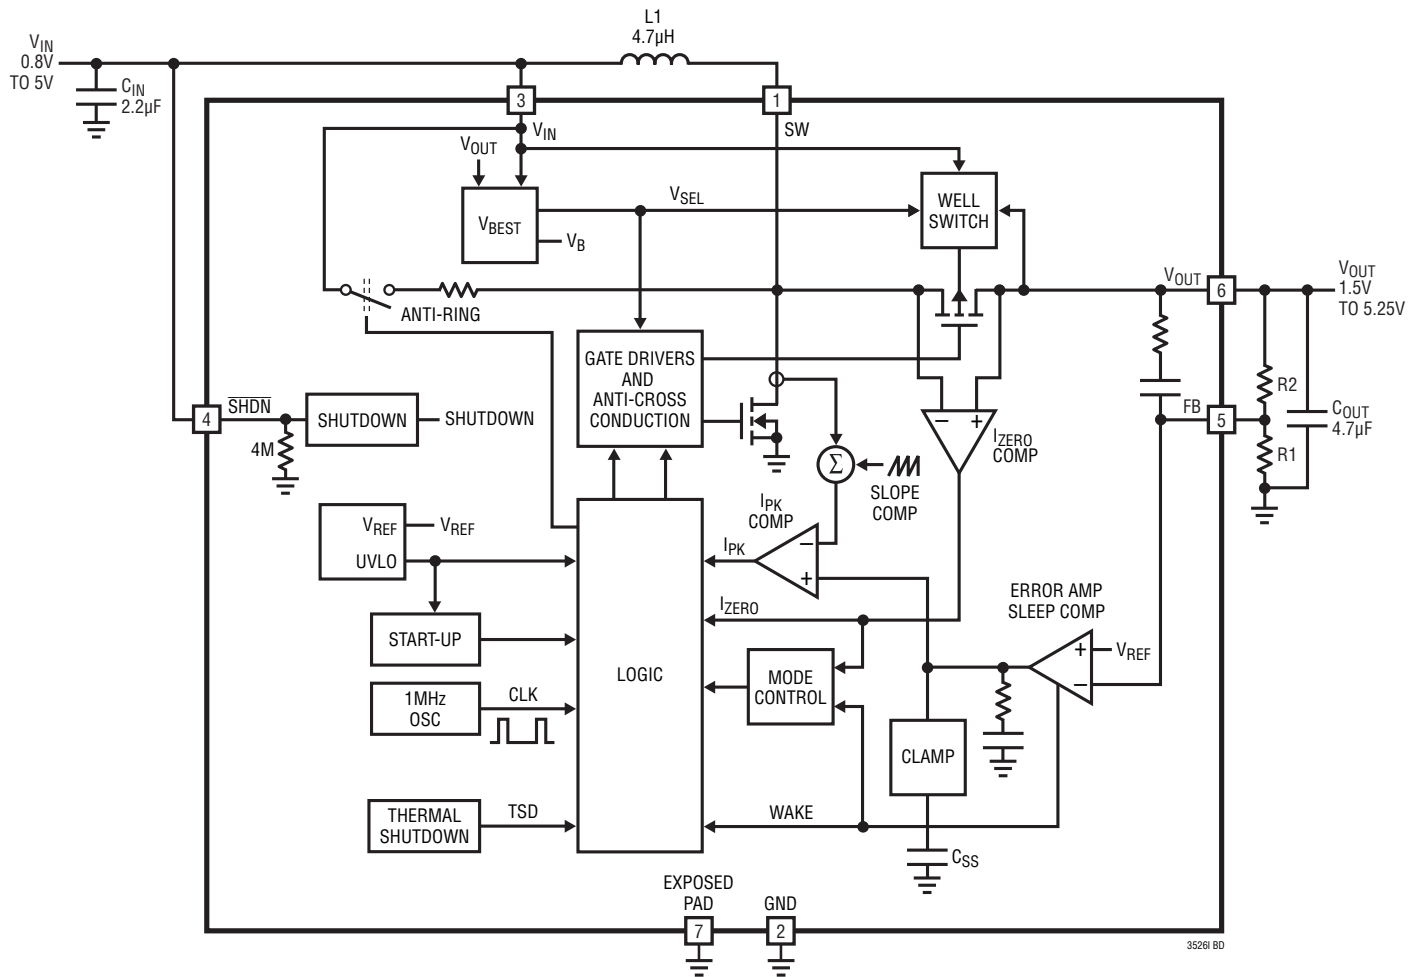 L1
4.7µH
VIN
0.8V
TO 5V
CIN
2.2µF
3
1
VIN
SW
VOUT
VBEST
VSEL
VB
WELL
SWITCH
ANTI-RING
VOUT
6
VOUT
1.5V
TO 5.25V
GATE DRIVERS
AND
ANTI-CROSS
CONDUCTION
R2
FB
5
COUT
4.7µF
R1
4
SHDN
SHUTDOWN
SHUTDOWN
4M
– +
IZERO
COMP
Σ
SLOPE
COMP
IPK
COMP
–
+
IPK
VREF
VREF
UVLO
IZERO
ERROR AMP
SLEEP COMP
+
–
VREF
START-UP
LOGIC
MODE
CONTROL
1MHz
OSC
CLK
CLAMP
THERMAL
SHUTDOWN
TSD
WAKE
CSS
EXPOSED
PAD
GND
7
2
3526l BD